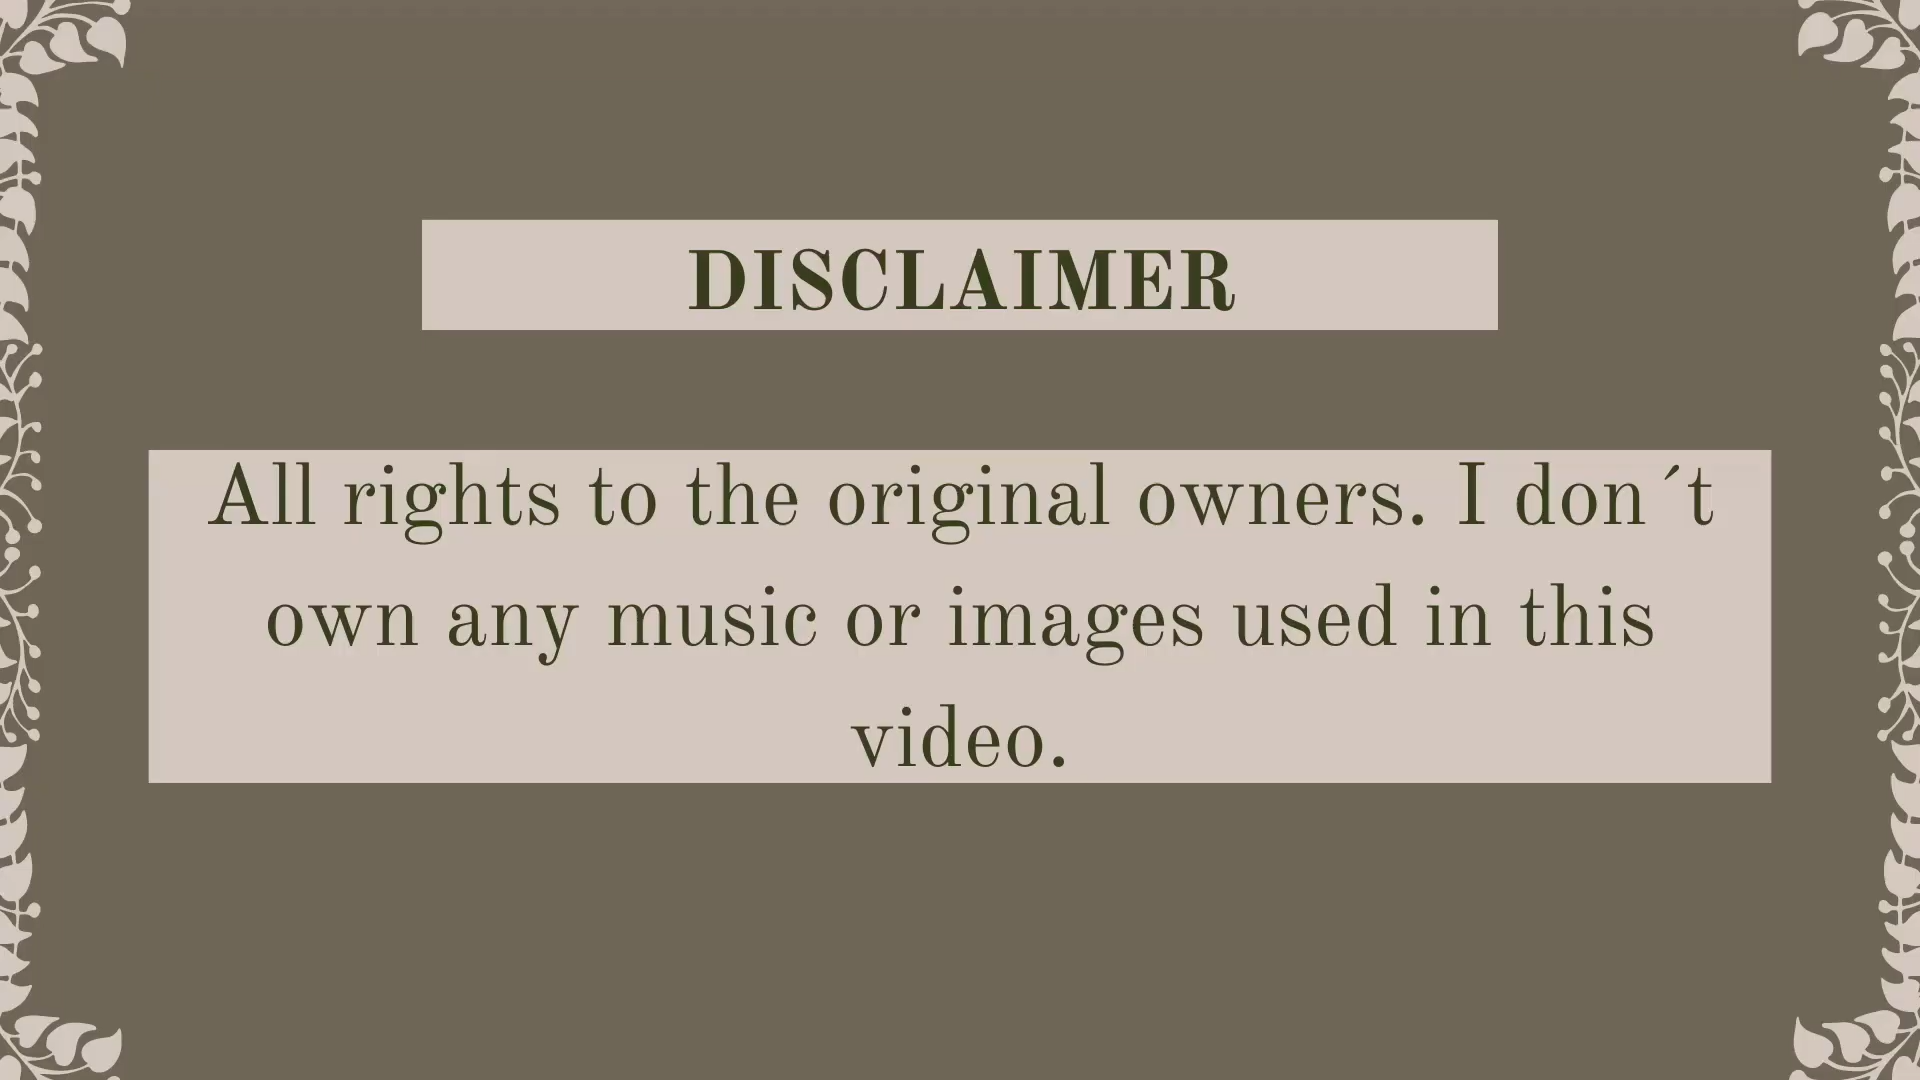 DISCLAIMER
All rights to the original owners. I don´t
own any music or images used in this
video.